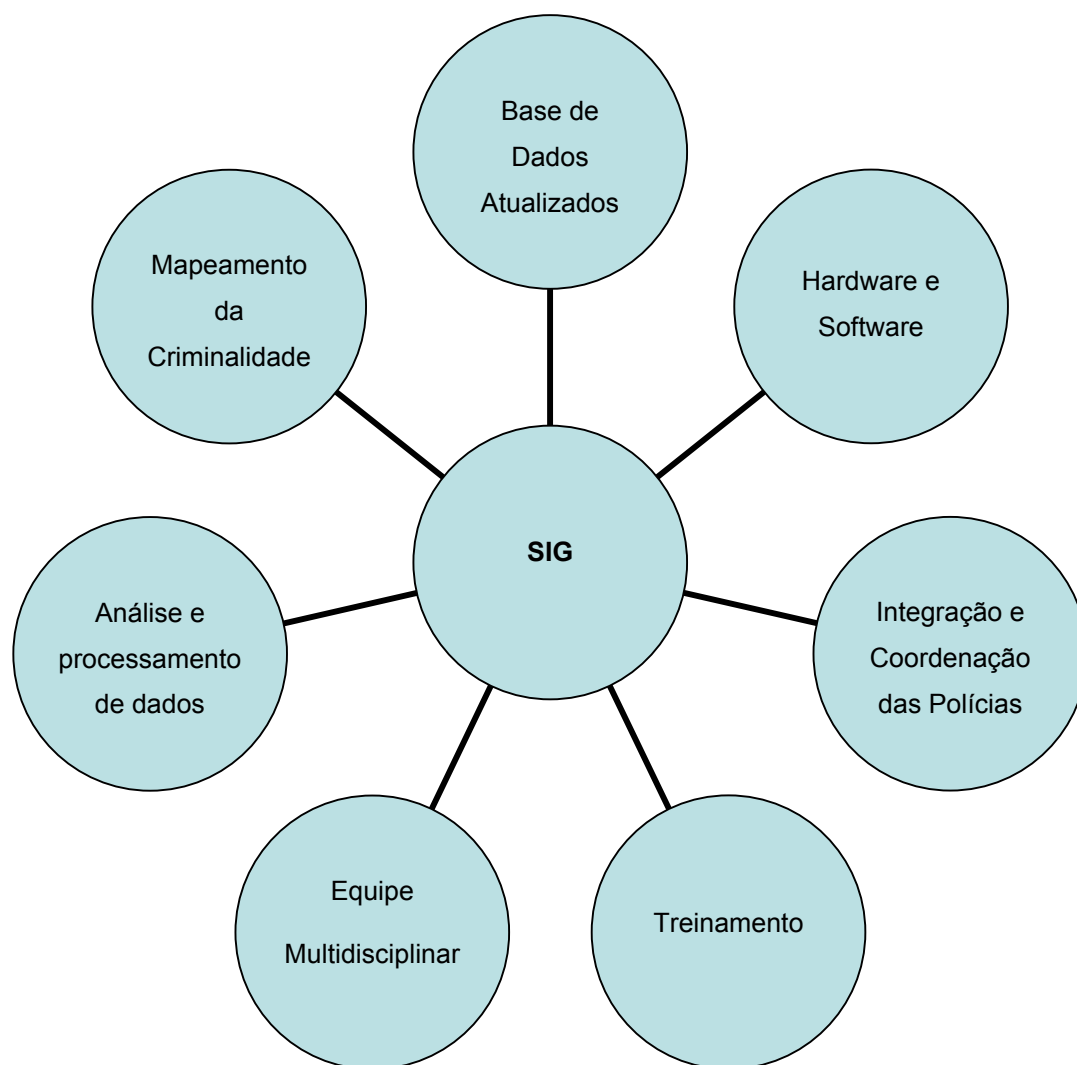 Base de
Dados
Atualizados
Mapeamento
da
Criminalidade
Hardware e
Software
SIG
Análise e
processamento
de dados
Integração e
Coordenação
das Polícias
Equipe
Multidisciplinar
Treinamento